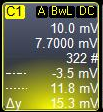 C1 A BwL DC
10.0 mV
7.7000 mV
322 #
-3.5 mV
11.8 mV
Δy 15.3 mV